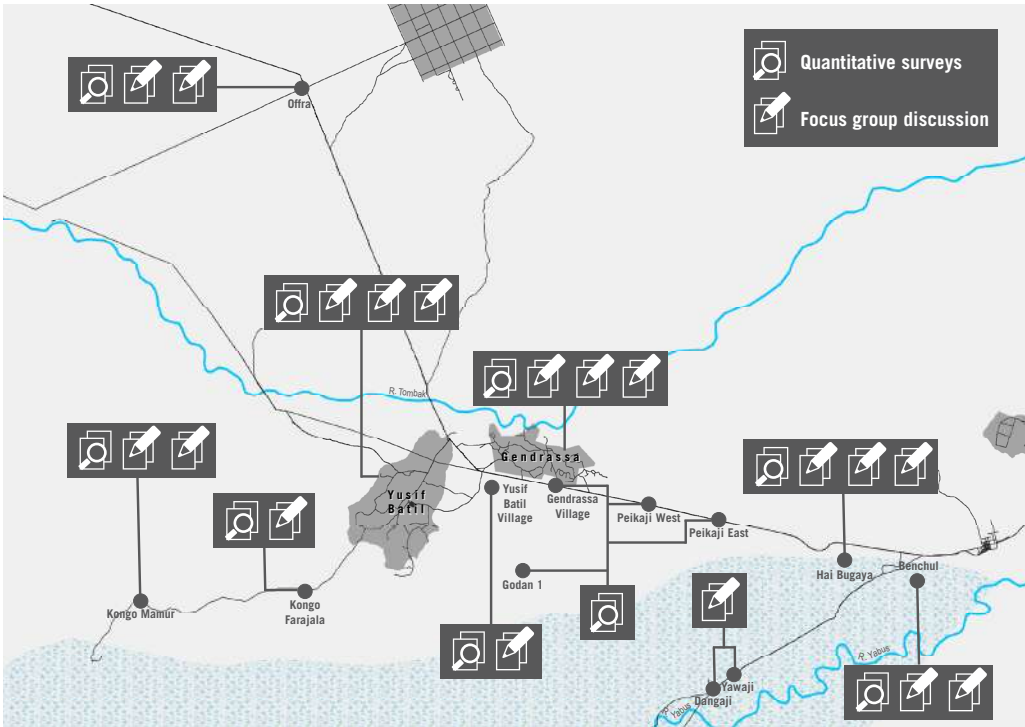 Quantitative surveys
Focus group discussion
Offra
R. Tombak
Gendrassa
Yusif
Batil
Yusif
Batil
Village
Gendrassa
Village
Peikaji West
Peikaji East
Hai Bugaya
Benchul
Godan 1
Kongo
Farajala
Kongo Mamur
R. Yabus
Yawaji
Dangaji
R. Yabus